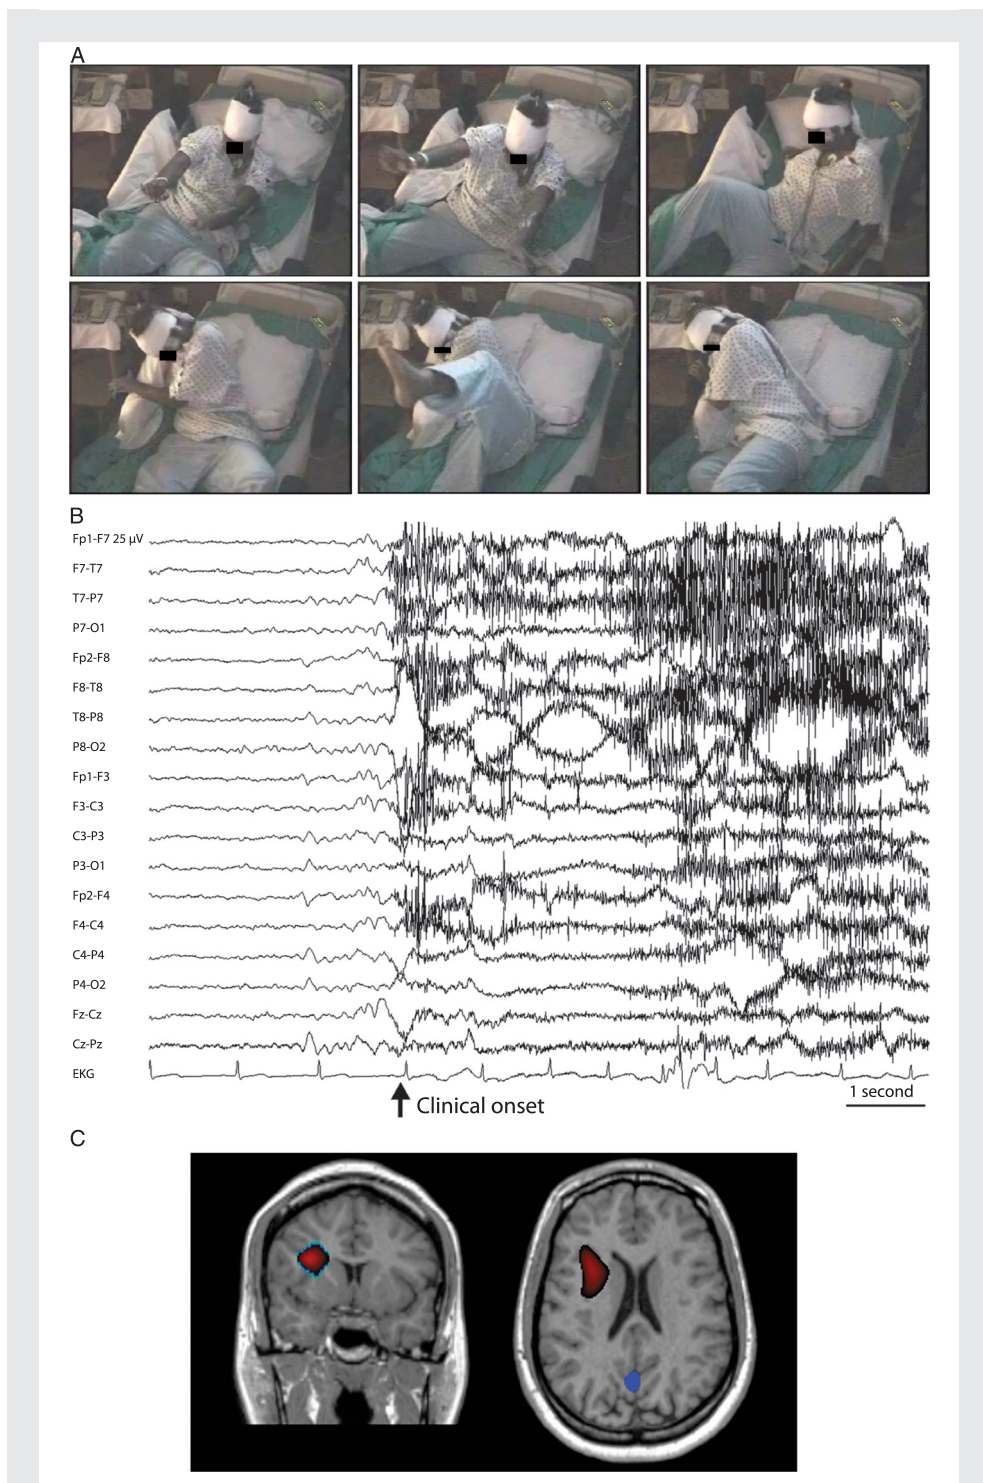 A
B
Fp1-F7 25 µV
F7-T7
T7-P7
P7-O1
Fp2-F8
F8-T8
T8-P8
P8-O2
Fp1-F3
F3-C3
C3-P3
P3-O1
Fp2-F4
F4-C4
C4-P4
P4-O2
Fz-Cz
Cz-Pz
EKG
1 second
Clinical onset
C